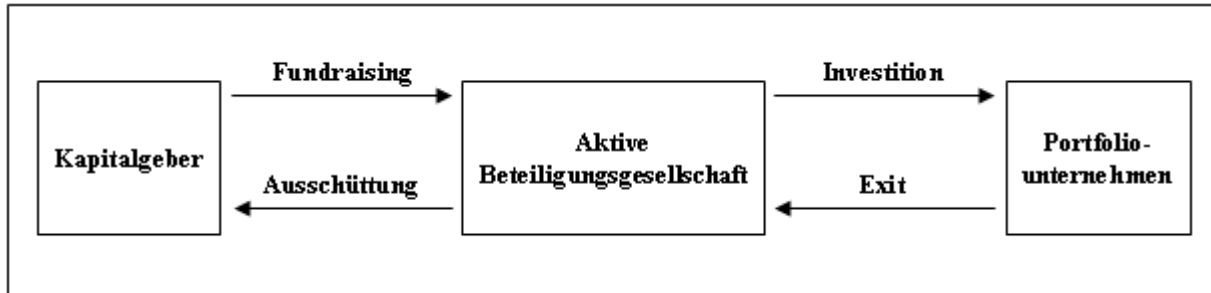 Fundraising
Investition
Kapitalgeber
Aktive
Beteiligungsgesellschaft
Portfolio-
unternehmen
Ausschüttung
Exit